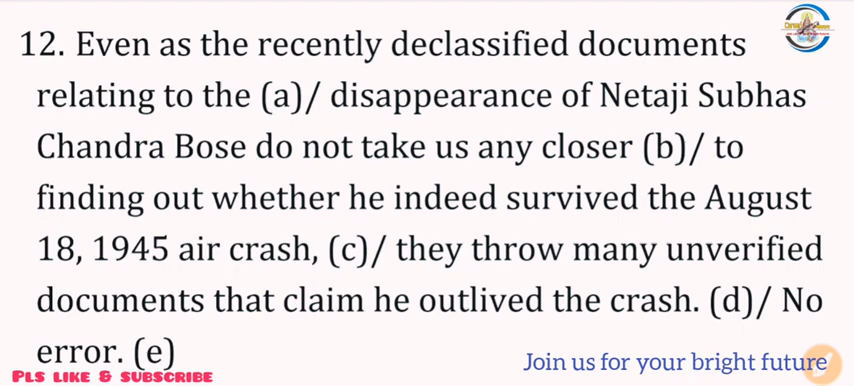 12. Even as the recently declassified documents
relating to the (a)/ disappearance of Netaji Subhas
Chandra Bose do not take us any closer (b)/ to
finding out whether he indeed survived the August
18, 1945 air crash, (c)/ they throw many unverified
documents that claim he outlived the crash. (d)/ No
error. (e)
PLS LIKE & SUBSCRIBE
Join us for your bright future